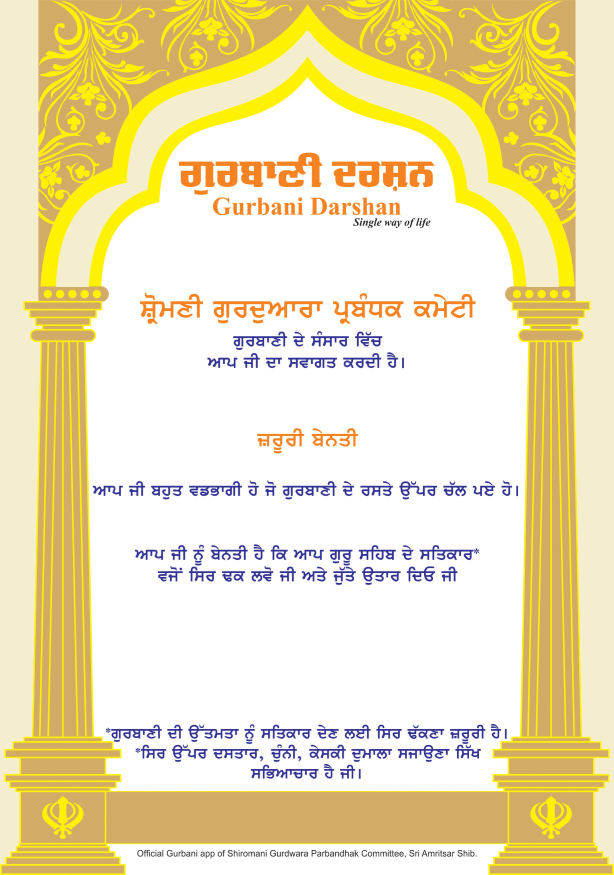 ਗੁਰਬਾਣੀ ਦਰਸ਼ਨ
Gurbani Darshan
Single way of life
ਸ਼੍ਰੋਮਣੀ ਗੁਰਦੁਆਰਾ ਪ੍ਰਬੰਧਕ ਕਮੇਟੀ
ਗੁਰਬਾਣੀ ਦੇ ਸੰਸਾਰ ਵਿੱਚ
ਆਪ ਜੀ ਦਾ ਸਵਾਗਤ ਕਰਦੀ ਹੈ।
ਜ਼ਰੂਰੀ ਬੇਨਤੀ
ਆਪ ਜੀ ਬਹੁਤ ਵਡਭਾਗੀ ਹੋ ਜੋ ਗੁਰਬਾਣੀ ਦੇ ਰਸਤੇ ਉੱਪਰ ਚੱਲ ਪਏ ਹੋ।
ਆਪ ਜੀ ਨੂੰ ਬੇਨਤੀ ਹੈ ਕਿ ਆਪ ਗੁਰੂ ਸਹਿਬ ਦੇ ਸਤਿਕਾਰ*
ਵਜੋਂ ਸਿਰ ਢਕ ਲਵੋ ਜੀ ਅਤੇ ਜੁੱਤੇ ਉਤਾਰ ਦਿਓ ਜੀ
*ਗੁਰਬਾਣੀ ਦੀ ਉੱਤਮਤਾ ਨੂੰ ਸਤਿਕਾਰ ਦੇਣ ਲਈ ਸਿਰ ਢੱਕਣਾ ਜ਼ਰੂਰੀ ਹੈ।
*ਸਿਰ ਉੱਪਰ ਦਸਤਾਰ, ਚੁੰਨੀ, ਕੇਸਕੀ ਦੁਮਾਲਾ ਸਜਾਉਣਾ ਸਿੱਖ
ਸਭਿਆਚਾਰ ਹੈ ਜੀ।
Official Gurbani app of Shiromani Gurdwara Parbandhak Committee, Sri Amritsar Shib.